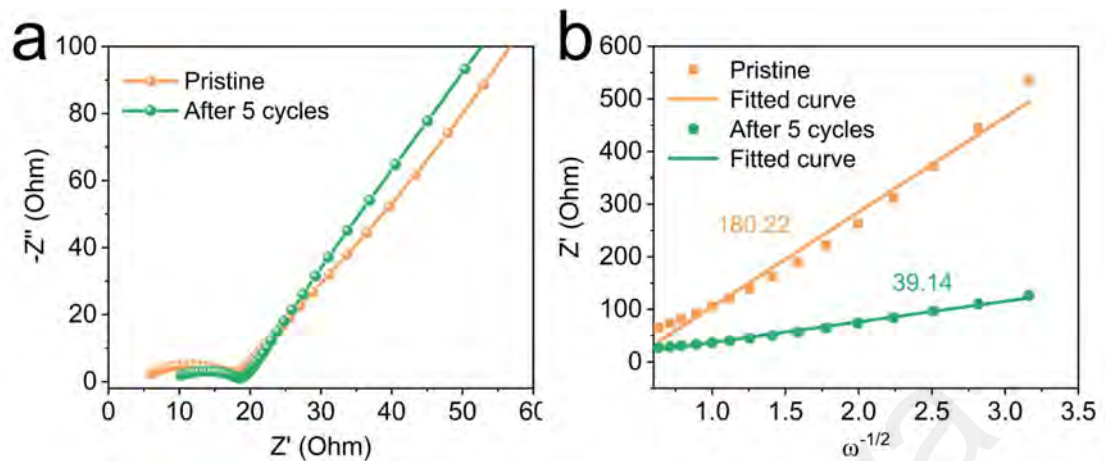 a
100
80
60
40
20
0
-Z" (Ohm)
Pristine
After 5 cycles
0 10 20 30 40 50 60
Z' (Ohm)
b
600
500
400
300
200
100
0
Z' (Ohm)
Pristine
Fitted curve
After 5 cycles
Fitted curve
180.22
39.14
1.0 1.5 2.0 2.5 3.0 3.5
ω-1/2